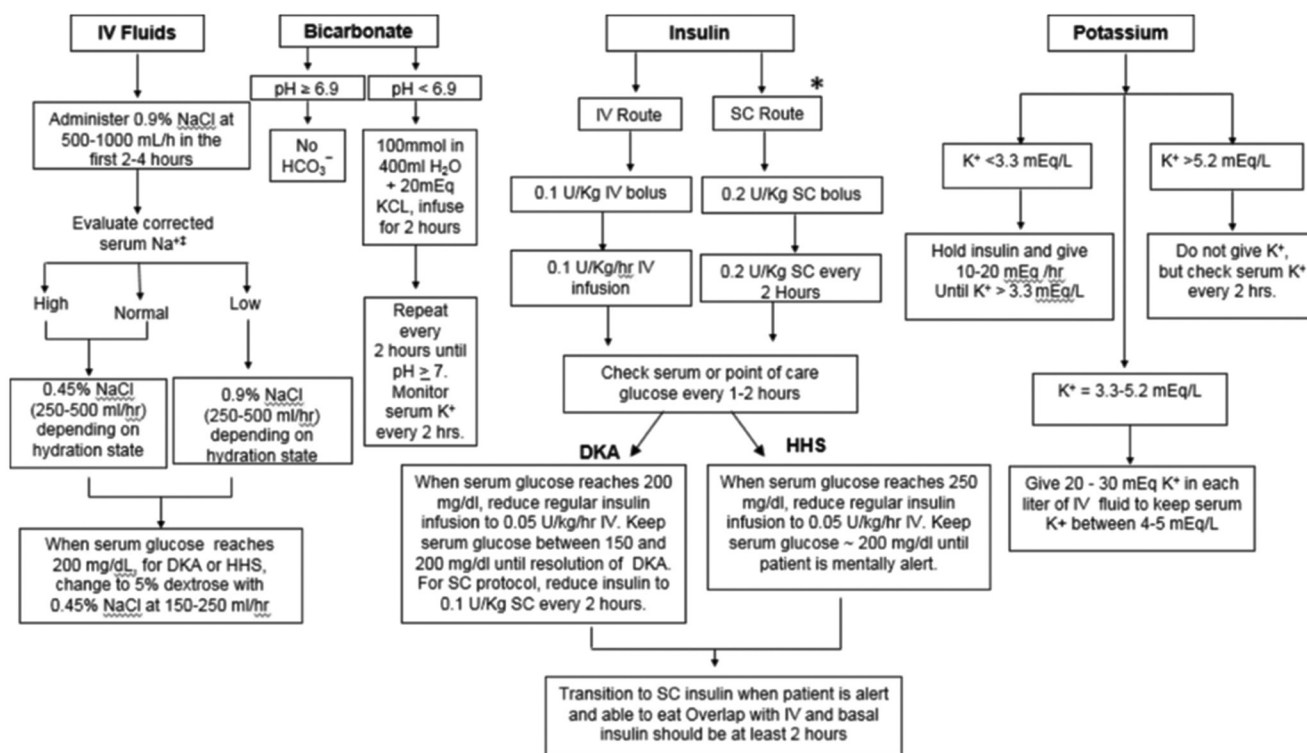 IV Fluids
Administer 0.9% NaCl at
500-1000 mL/h in the
first 2-4 hours
Evaluate corrected
serum Na⁺‡
High
Normal
Low
0.45% NaCl
(250-500 ml/hr)
depending on
hydration state
0.9% NaCl
(250-500 ml/hr)
depending on
hydration state
When serum glucose reaches
200 mg/dL, for DKA or HHS,
change to 5% dextrose with
0.45% NaCl at 150-250 ml/hr
Bicarbonate
pH ≥ 6.9
pH < 6.9
No
HCO₃⁻
100mmol in
400ml H₂O
+ 20mEq
KCL, infuse
for 2 hours
Repeat
every
2 hours until
pH ≥ 7.
Monitor
serum K⁺
every 2 hrs.
Insulin
IV Route
SC Route
*
0.1 U/Kg IV bolus
0.2 U/Kg SC bolus
0.1 U/Kg/hr IV
infusion
0.2 U/Kg SC every
2 Hours
Check serum or point of care
glucose every 1-2 hours
DKA
HHS
When serum glucose reaches 200
mg/dl, reduce regular insulin
infusion to 0.05 U/kg/hr IV. Keep
serum glucose between 150 and
200 mg/dl until resolution of DKA.
For SC protocol, reduce insulin to
0.1 U/Kg SC every 2 hours.
When serum glucose reaches 250
mg/dl, reduce regular insulin
infusion to 0.05 U/kg/hr IV. Keep
serum glucose ~ 200 mg/dl until
patient is mentally alert.
Transition to SC insulin when patient is alert
and able to eat Overlap with IV and basal
insulin should be at least 2 hours
Potassium
K⁺ <3.3 mEq/L
K⁺ >5.2 mEq/L
Hold insulin and give
10-20 mEq /hr
Until K⁺ > 3.3 mEq/L
Do not give K⁺,
but check serum K⁺
every 2 hrs.
K⁺ = 3.3-5.2 mEq/L
Give 20 - 30 mEq K⁺ in each
liter of IV fluid to keep serum
K+ between 4-5 mEq/L